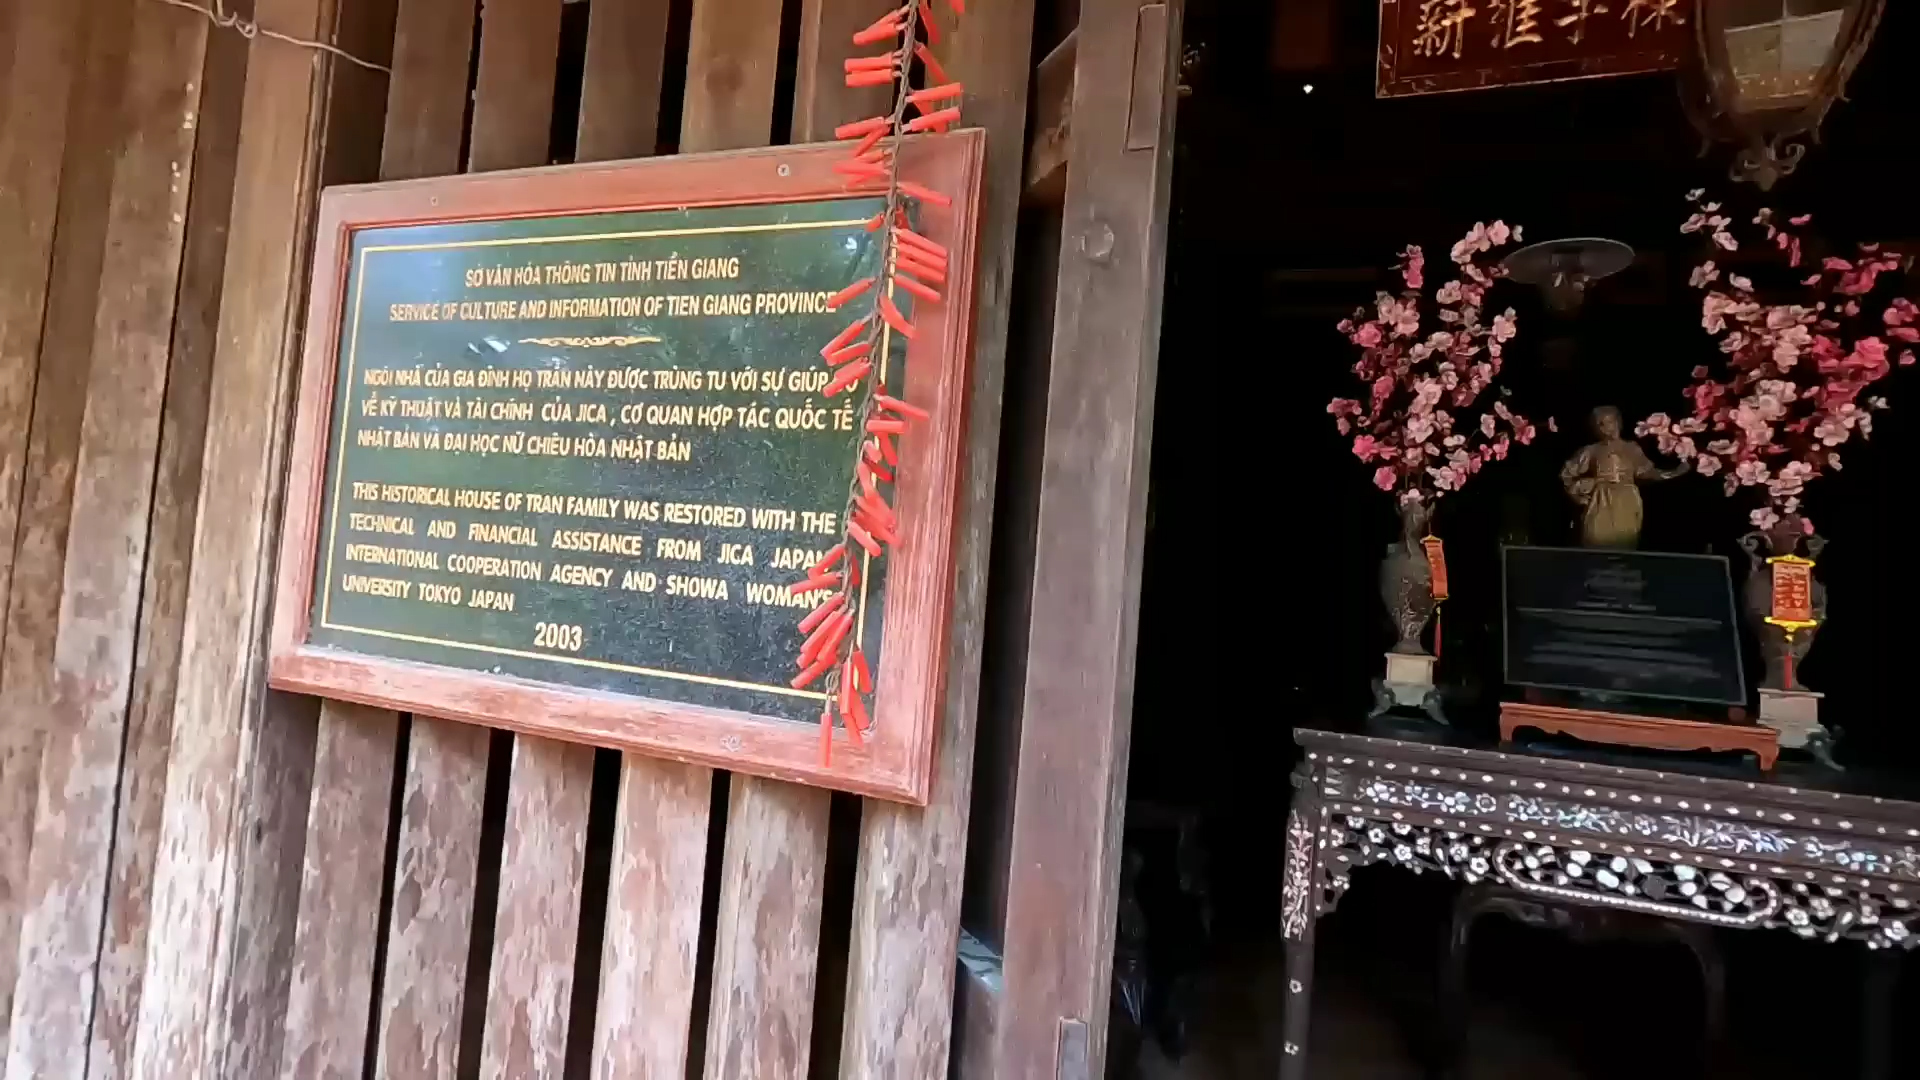 SỞ VĂN HÓA THÔNG TIN TỈNH TIỀN GIANG
SERVICE OF CULTURE AND INFORMATION OF TIEN GIANG PROVINCE
NGÔI NHÀ CỦA GIA ĐÌNH HỌ TRẦN NÀY ĐƯỢC TRÙNG TU VỚI SỰ GIÚP
VỀ KỸ THUẬT VÀ TÀI CHÍNH CỦA JICA , CƠ QUAN HỢP TÁC QUỐC TẾ
NHẬT BẢN VÀ ĐẠI HỌC NỮ CHIÊU HÒA NHẬT BẢN
THIS HISTORICAL HOUSE OF TRAN FAMILY WAS RESTORED WITH THE
TECHNICAL AND FINANCIAL ASSISTANCE FROM JICA JAPAN
INTERNATIONAL COOPERATION AGENCY AND SHOWA WOMAN'S
UNIVERSITY TOKYO JAPAN
2003